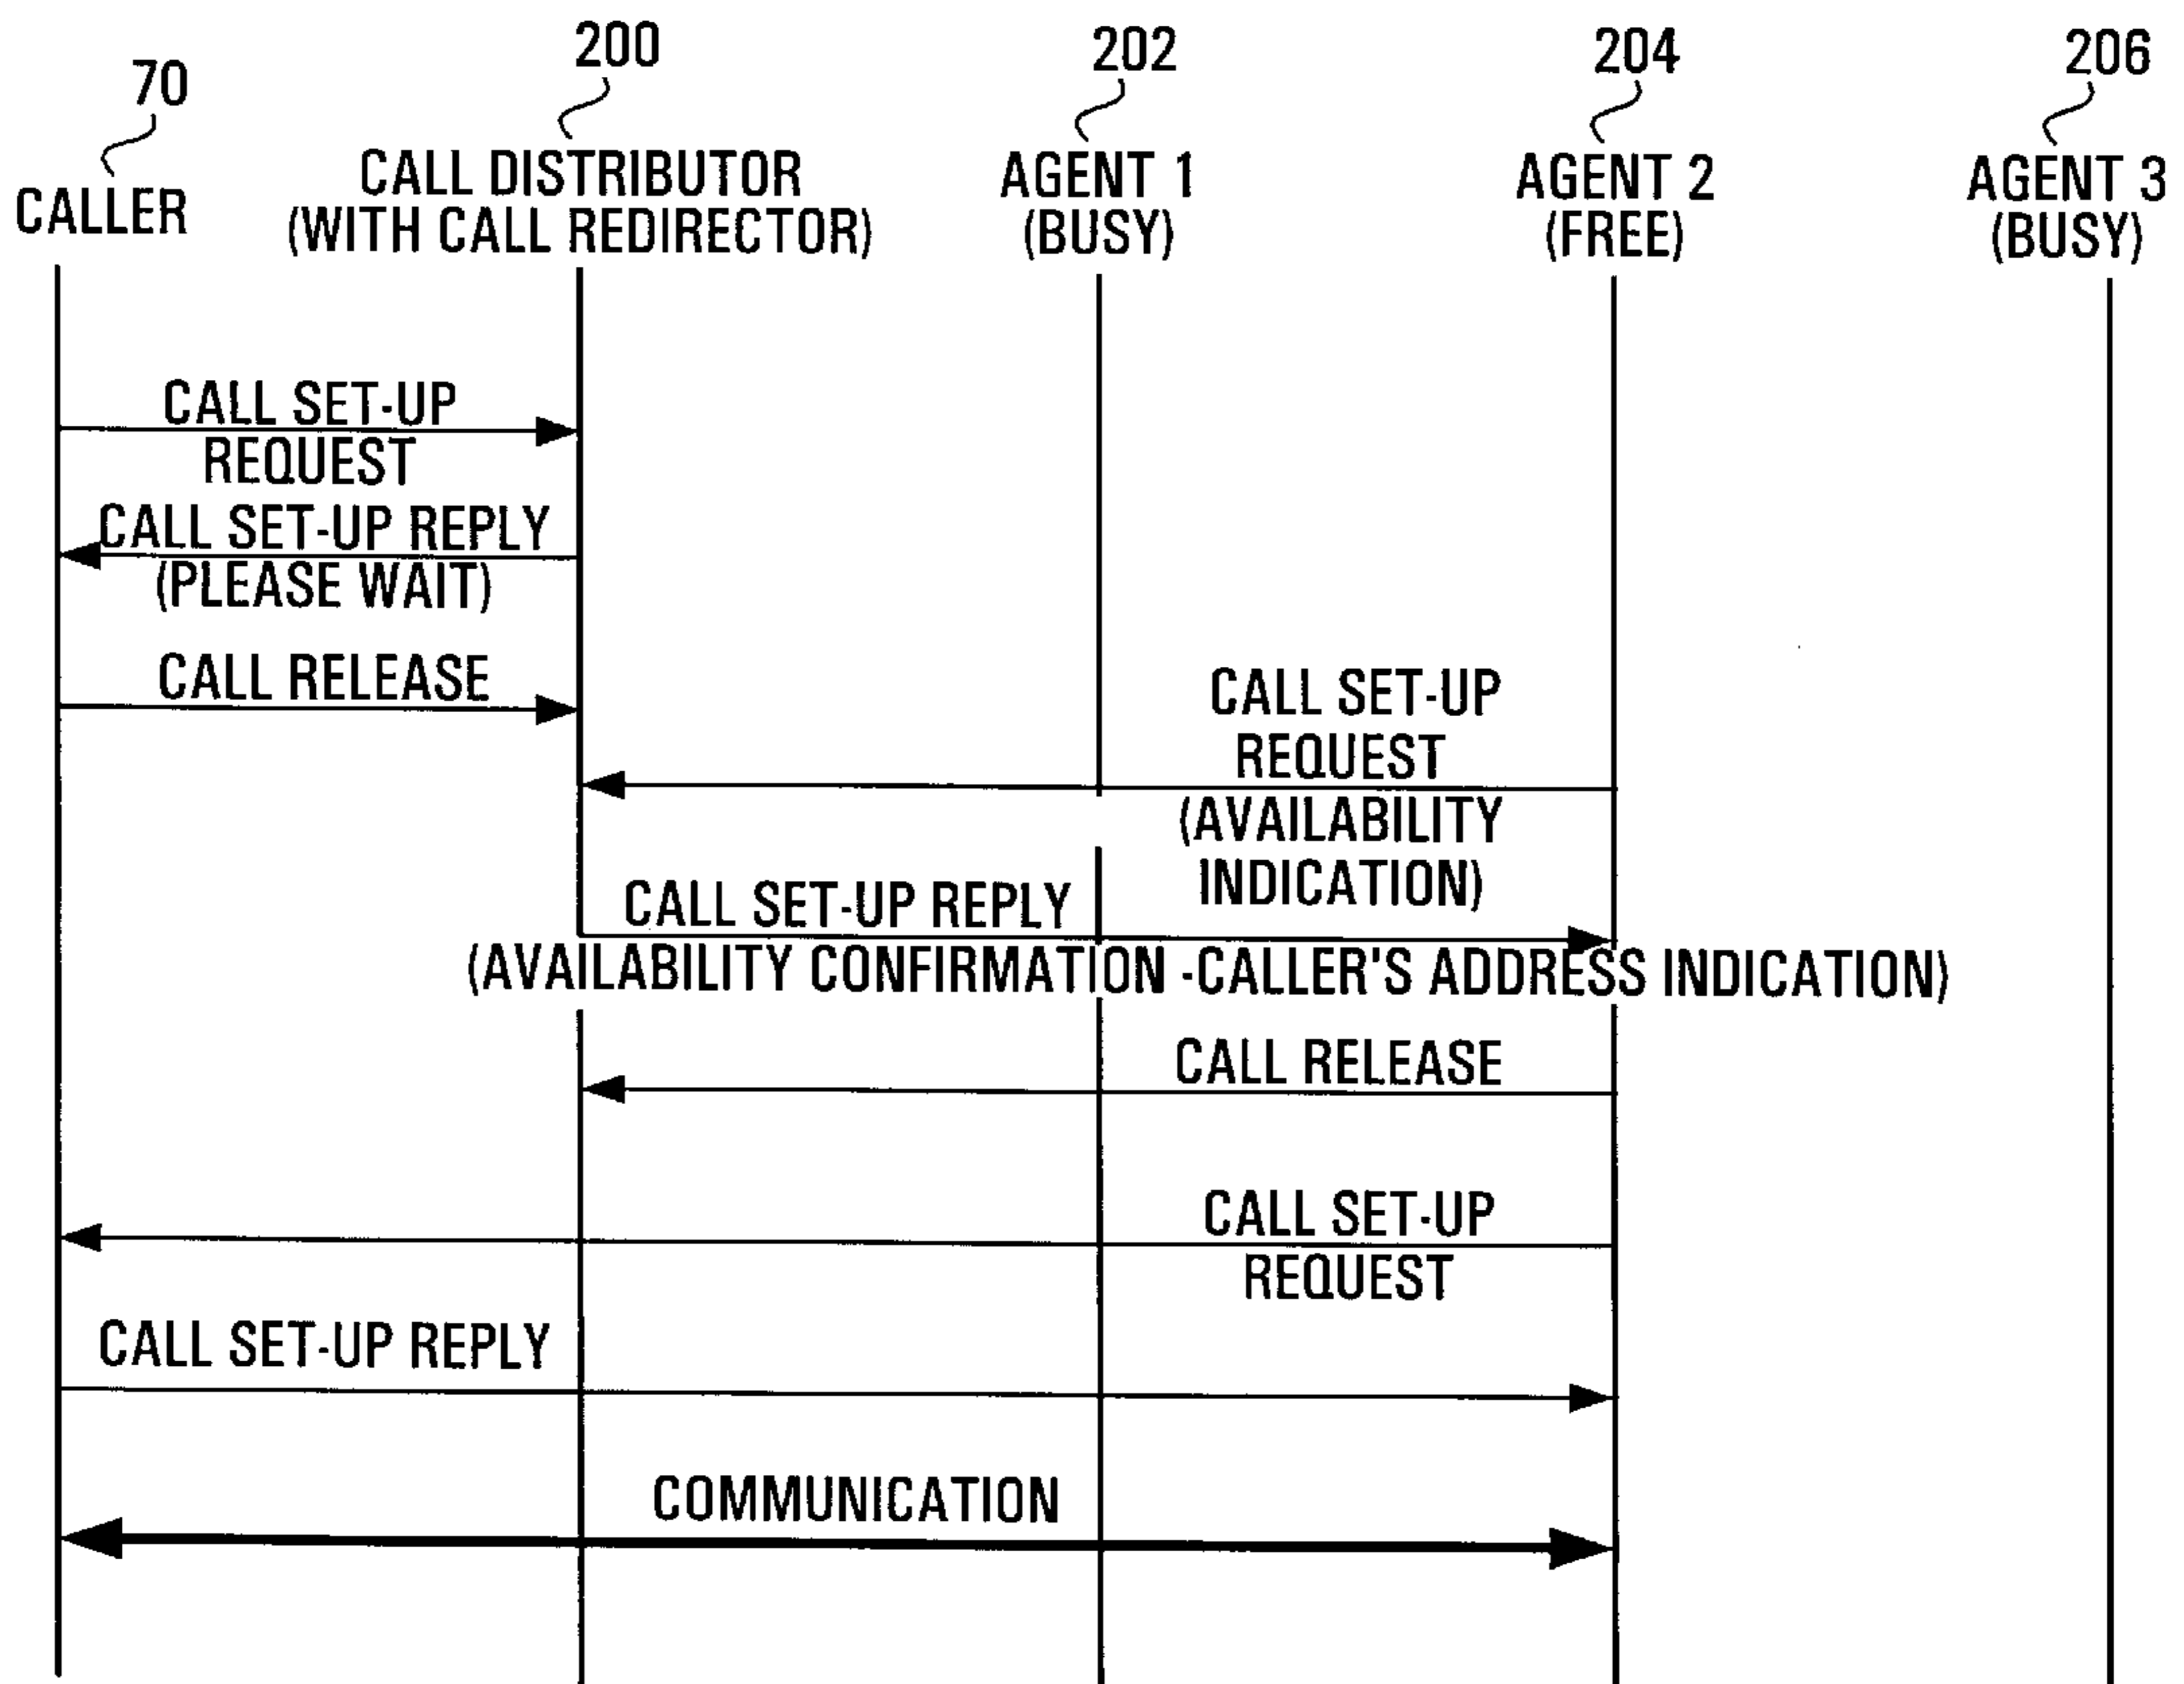 70
200
202
204
206
CALLER
CALL DISTRIBUTOR
(WITH CALL REDIRECTOR)
AGENT 1
(BUSY)
AGENT 2
(FREE)
AGENT 3
(BUSY)
CALL SET-UP
REQUEST
CALL SET-UP REPLY
(PLEASE WAIT)
CALL RELEASE
CALL SET-UP
REQUEST
(AVAILABILITY
INDICATION)
CALL SET-UP REPLY
(AVAILABILITY CONFIRMATION -CALLER'S ADDRESS INDICATION)
CALL RELEASE
CALL SET-UP
REQUEST
CALL SET-UP REPLY
COMMUNICATION